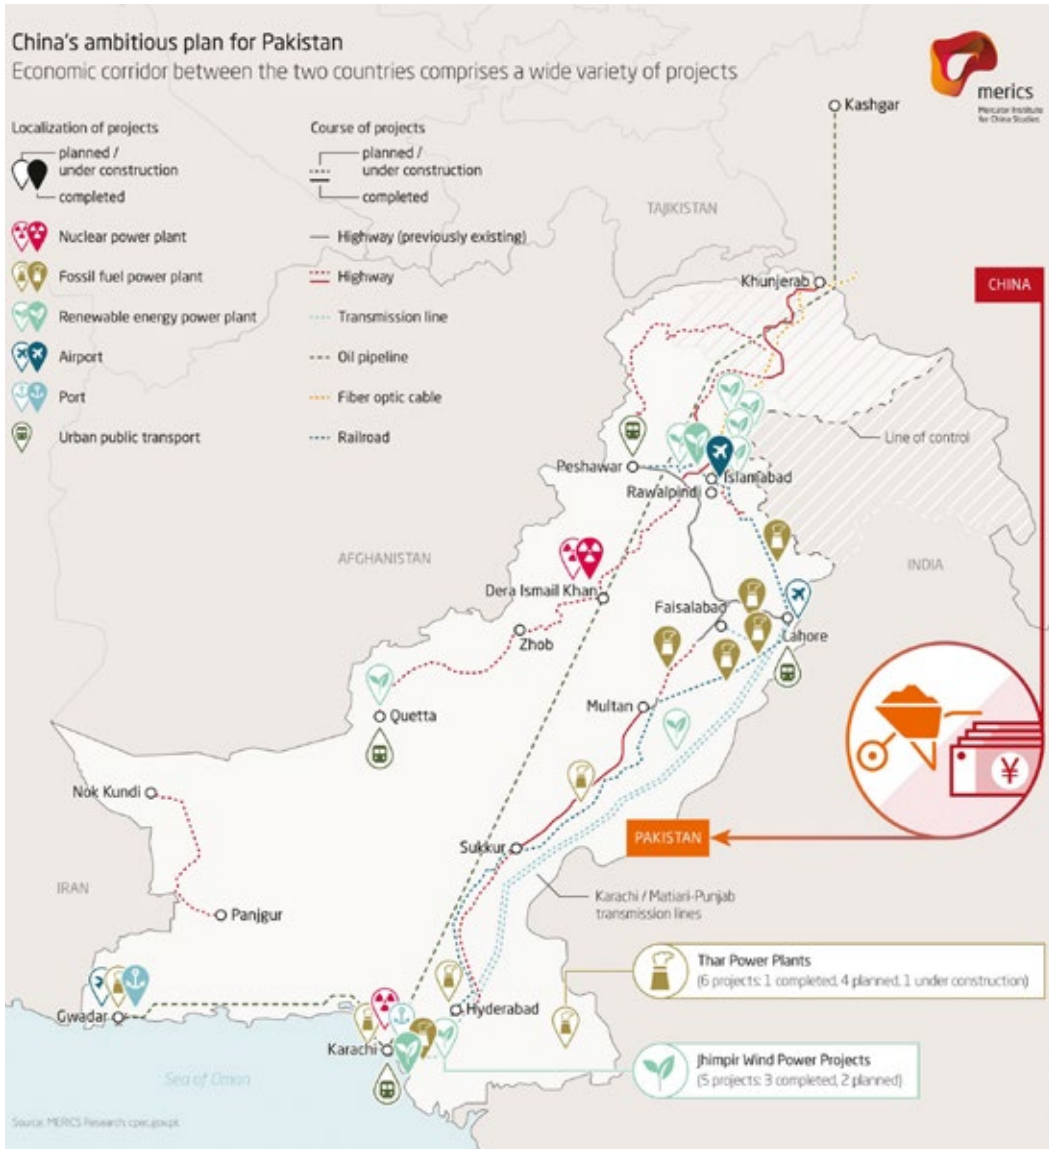 China's ambitious plan for Pakistan
Economic corridor between the two countries comprises a wide variety of projects
merics
Mercator Institute
for China Studies
Localization of projects
planned /
under construction
completed
Nuclear power plant
Fossil fuel power plant
Renewable energy power plant
Airport
Port
Urban public transport
Course of projects
planned /
under construction
completed
Highway (previously existing)
Highway
Transmission line
Oil pipeline
Fiber optic cable
Railroad
Kashgar
TAJIKISTAN
Khunjerab
CHINA
Line of control
Peshawar
Islamabad
Rawalpindi
AFGHANISTAN
INDIA
Dera Ismail Khan
Faisalabad
Zhob
Lahore
Quetta
Multan
¥
Nok Kundi
PAKISTAN
Sukkur
IRAN
Karachi / Matiari-Punjab
transmission lines
Panjgur
Thar Power Plants
(6 projects: 1 completed, 4 planned, 1 under construction)
Gwadar
Hyderabad
Karachi
Jhimpir Wind Power Projects
(5 projects: 3 completed, 2 planned)
Sea of Oman
Source: MERICS Research; cpec.gov.pk